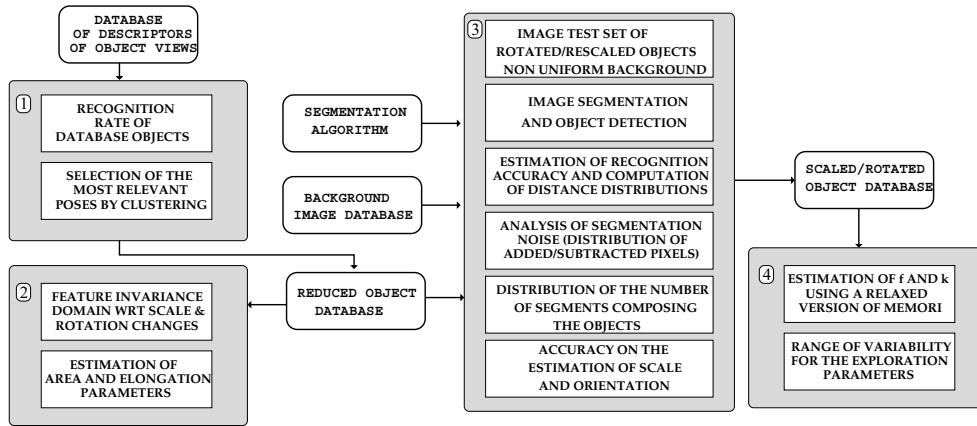 DATABASE
OF DESCRIPTORS
OF OBJECT VIEWS
1
RECOGNITION
RATE OF
DATABASE OBJECTS
SELECTION OF THE
MOST RELEVANT
POSES BY CLUSTERING
2
FEATURE INVARIANCE
DOMAIN WRT SCALE &
ROTATION CHANGES
ESTIMATION OF
AREA AND ELONGATION
PARAMETERS
SEGMENTATION
ALGORITHM
BACKGROUND
IMAGE DATABASE
REDUCED OBJECT
DATABASE
3
IMAGE TEST SET OF
ROTATED/RESCALED OBJECTS
NON UNIFORM BACKGROUND
IMAGE SEGMENTATION
AND OBJECT DETECTION
ESTIMATION OF RECOGNITION
ACCURACY AND COMPUTATION
OF DISTANCE DISTRIBUTIONS
ANALYSIS OF SEGMENTATION
NOISE (DISTRIBUTION OF
ADDED/SUBTRACTED PIXELS)
DISTRIBUTION OF THE NUMBER
OF SEGMENTS COMPOSING
THE OBJECTS
ACCURACY ON THE
ESTIMATION OF SCALE
AND ORIENTATION
SCALED/ROTATED
OBJECT DATABASE
4
ESTIMATION OF f AND k
USING A RELAXED
VERSION OF MEMORI
RANGE OF VARIABILITY
FOR THE EXPLORATION
PARAMETERS